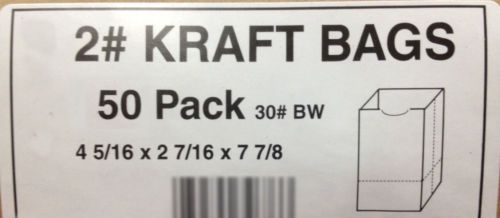 2# KRAFT BAGS
50 Pack 30# BW
4 5/16 x 2 7/16 x 7 7/8